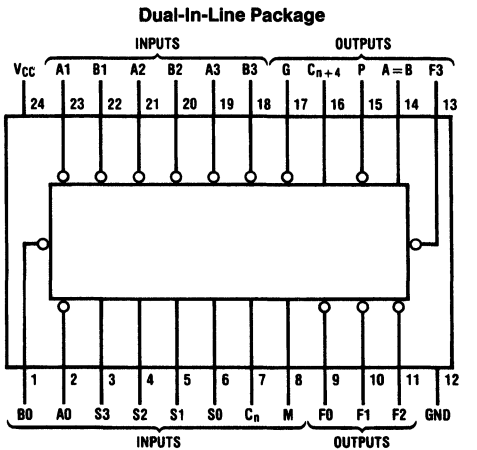 Dual-In-Line Package
INPUTS OUTPUTS
VCC A1 B1 A2 B2 A3 B3 G Cn+4 P A=B F3
24 23 22 21 20 19 18 17 16 15 14 13
1 2 3 4 5 6 7 8 9 10 11 12
B0 A0 S3 S2 S1 S0 Cn M F0 F1 F2 GND
INPUTS OUTPUTS